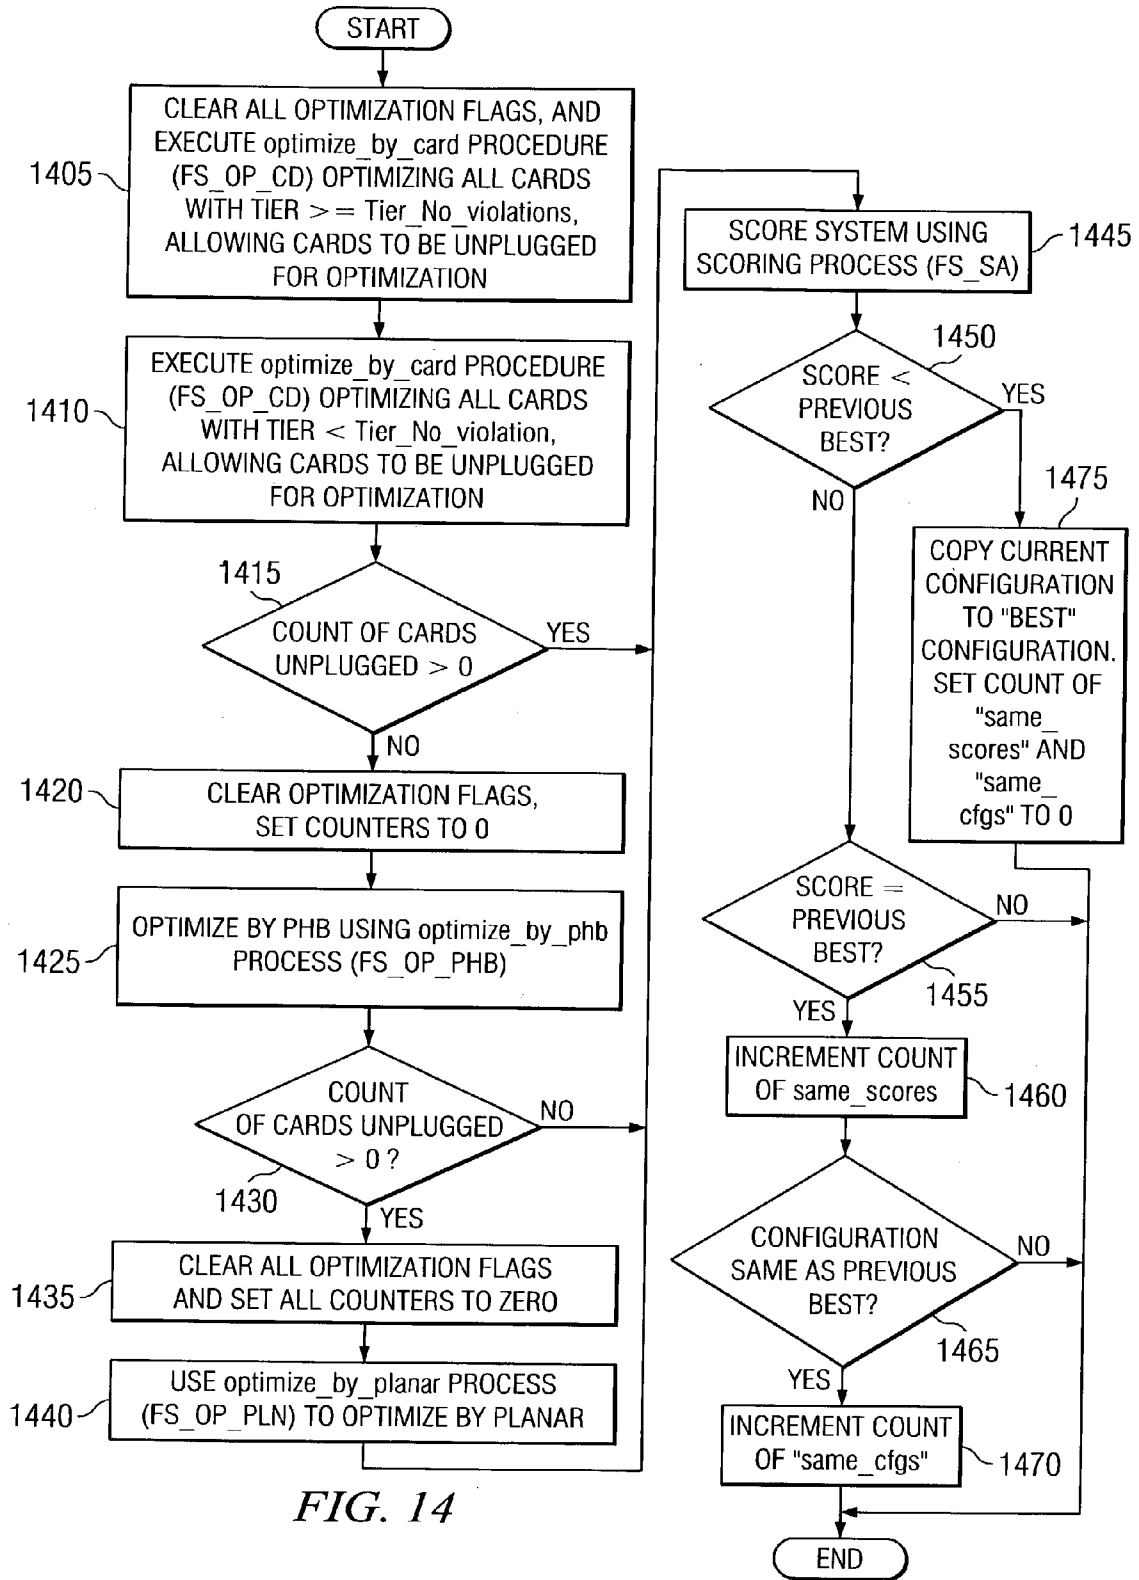 START
CLEAR ALL OPTIMIZATION FLAGS, AND
EXECUTE optimize_by_card PROCEDURE
(FS_OP_CD) OPTIMIZING ALL CARDS
WITH TIER >= Tier_No_violations,
ALLOWING CARDS TO BE UNPLUGGED
FOR OPTIMIZATION
1405
EXECUTE optimize_by_card PROCEDURE
(FS_OP_CD) OPTIMIZING ALL CARDS
WITH TIER < Tier_No_violation,
ALLOWING CARDS TO BE UNPLUGGED
FOR OPTIMIZATION
1410
1415
COUNT OF CARDS
UNPLUGGED > 0
YES
NO
1420
CLEAR OPTIMIZATION FLAGS,
SET COUNTERS TO 0
1425
OPTIMIZE BY PHB USING optimize_by_phb
PROCESS (FS_OP_PHB)
COUNT
OF CARDS UNPLUGGED
> 0 ?
NO
1430
YES
1435
CLEAR ALL OPTIMIZATION FLAGS
AND SET ALL COUNTERS TO ZERO
1440
USE optimize_by_planar PROCESS
(FS_OP_PLN) TO OPTIMIZE BY PLANAR
SCORE SYSTEM USING
SCORING PROCESS (FS_SA)
1445
1450
SCORE <
PREVIOUS
BEST?
YES
NO
1475
COPY CURRENT
CONFIGURATION
TO "BEST"
CONFIGURATION.
SET COUNT OF
"same_
scores" AND
"same_
cfgs" TO 0
SCORE =
PREVIOUS
BEST?
NO
1455
YES
INCREMENT COUNT
OF same_scores
1460
CONFIGURATION
SAME AS PREVIOUS
BEST?
NO
1465
YES
INCREMENT COUNT
OF "same_cfgs"
1470
END
FIG. 14